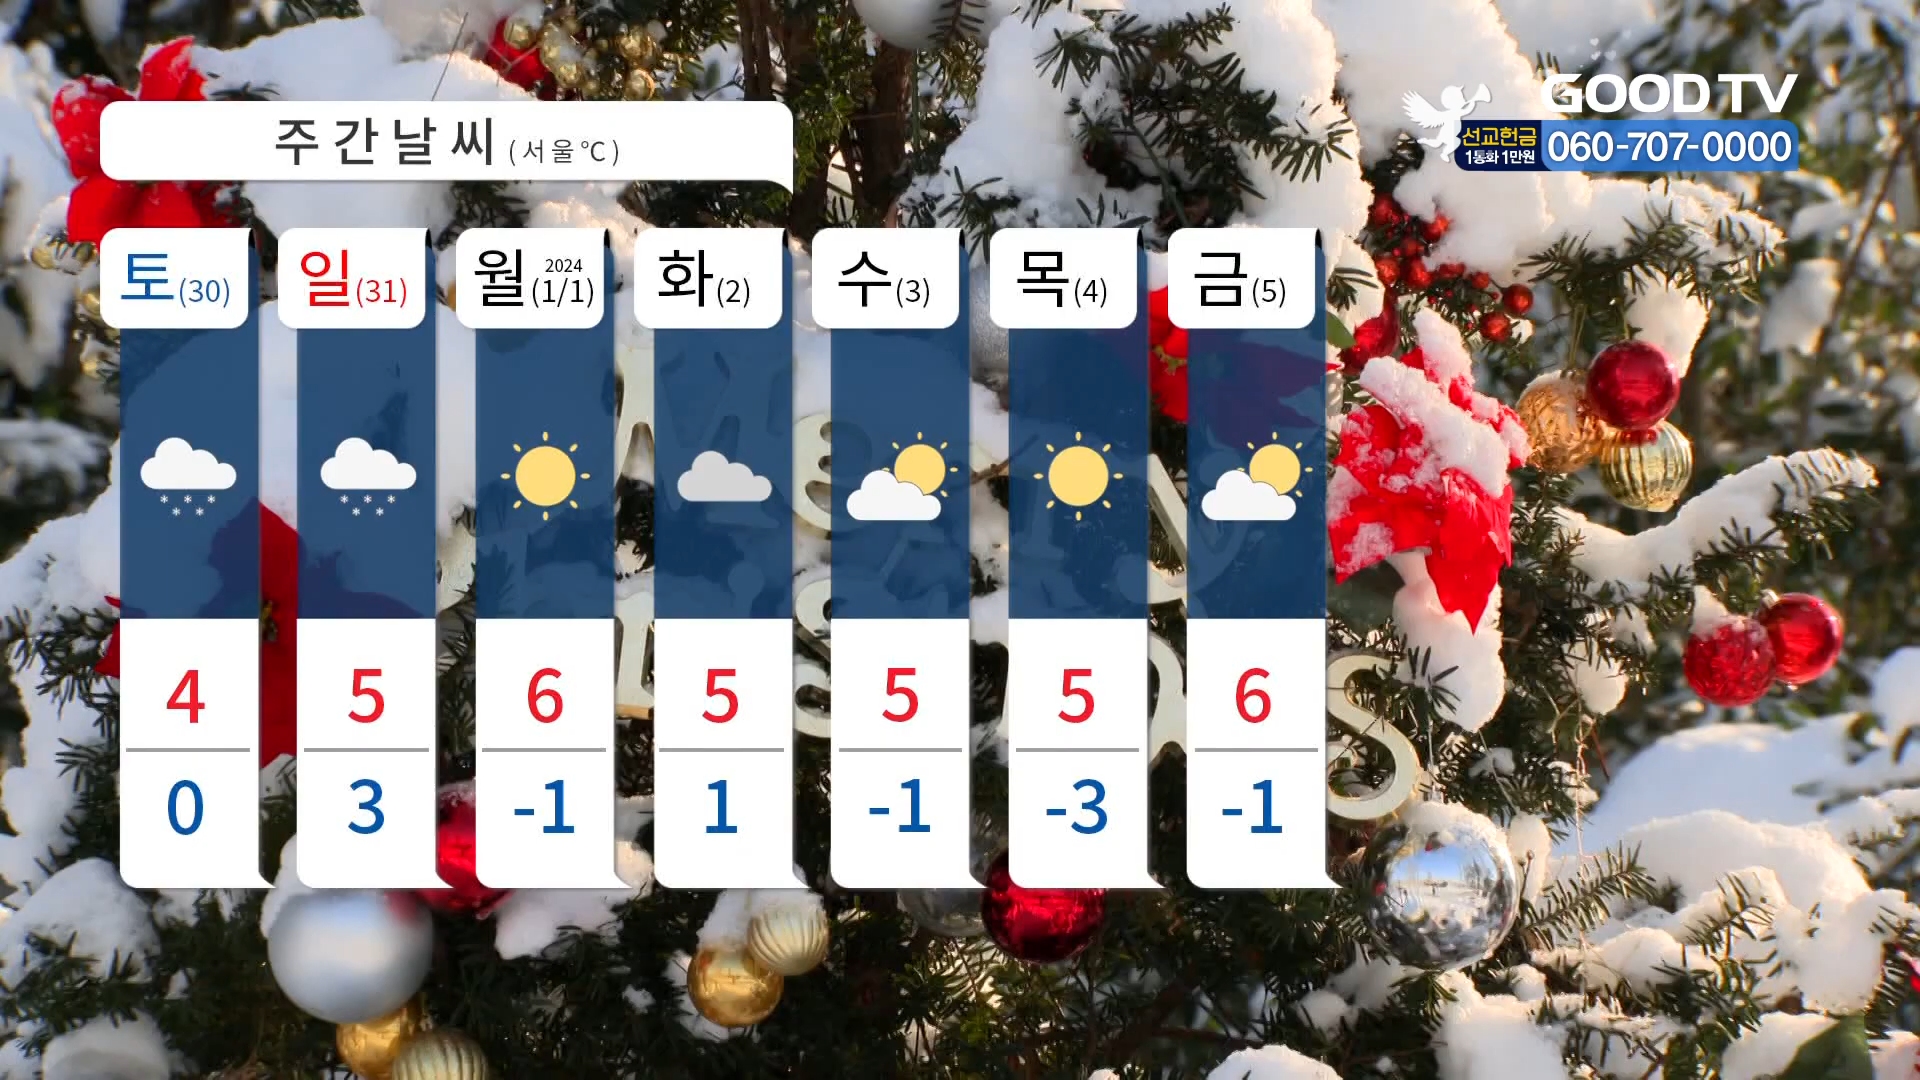 GOOD TV
선교헌금
1통화 1만원
060-707-0000
주간날씨 (서울℃)
토(30)
일(31)
월 2024 (1/1)
화(2)
수(3)
목(4)
금(5)
4 5 6 5 5 5 6
0 3 -1 1 -1 -3 -1
Merry